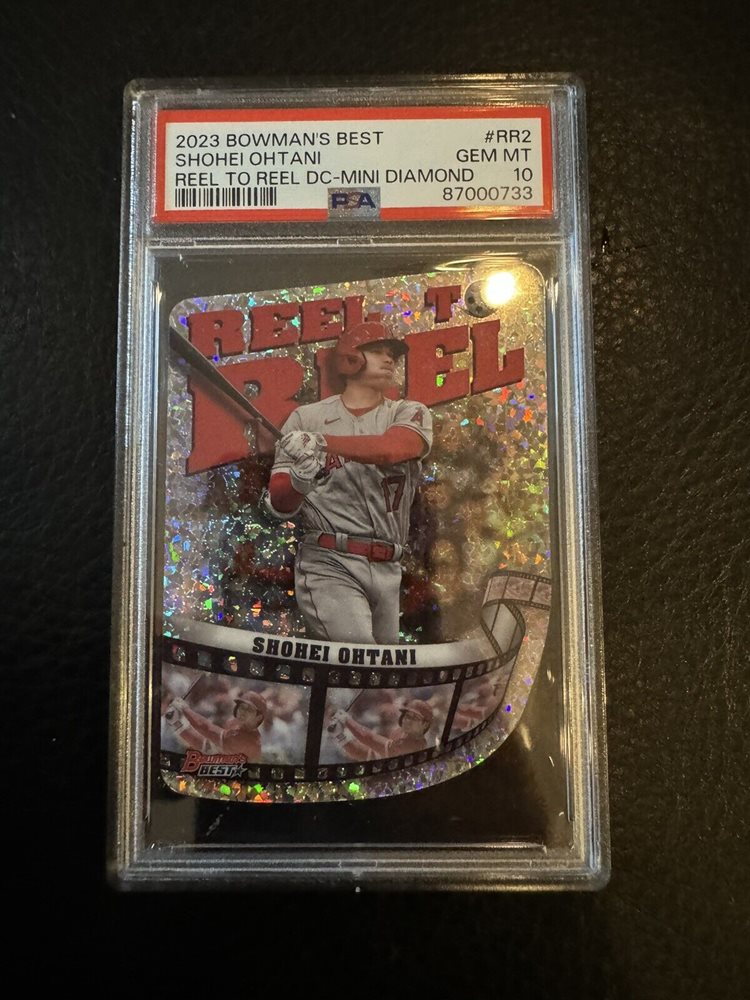 2023 BOWMAN'S BEST #RR2
SHOHEI OHTANI GEM MT
REEL TO REEL DC-MINI DIAMOND 10
PSA 87000733
REEL TO
REEL
A
17
SHOHEI OHTANI
BOWMAN'S
BEST